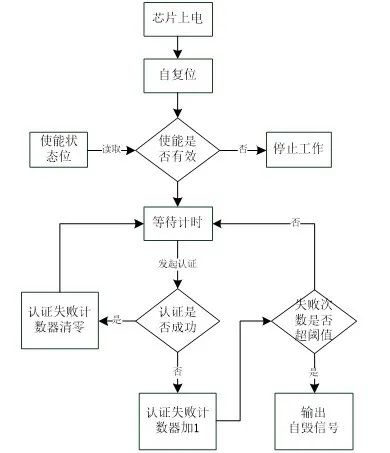 芯片上电
自复位
使能状
态位
读取
使能是
否有效
否
停止工作
等待计时
否
发起认证
认证失败计
数器清零
是
认证是
否成功
失败次
数是否
超阈值
否
是
认证失败计
数器加1
输出
自毁信号